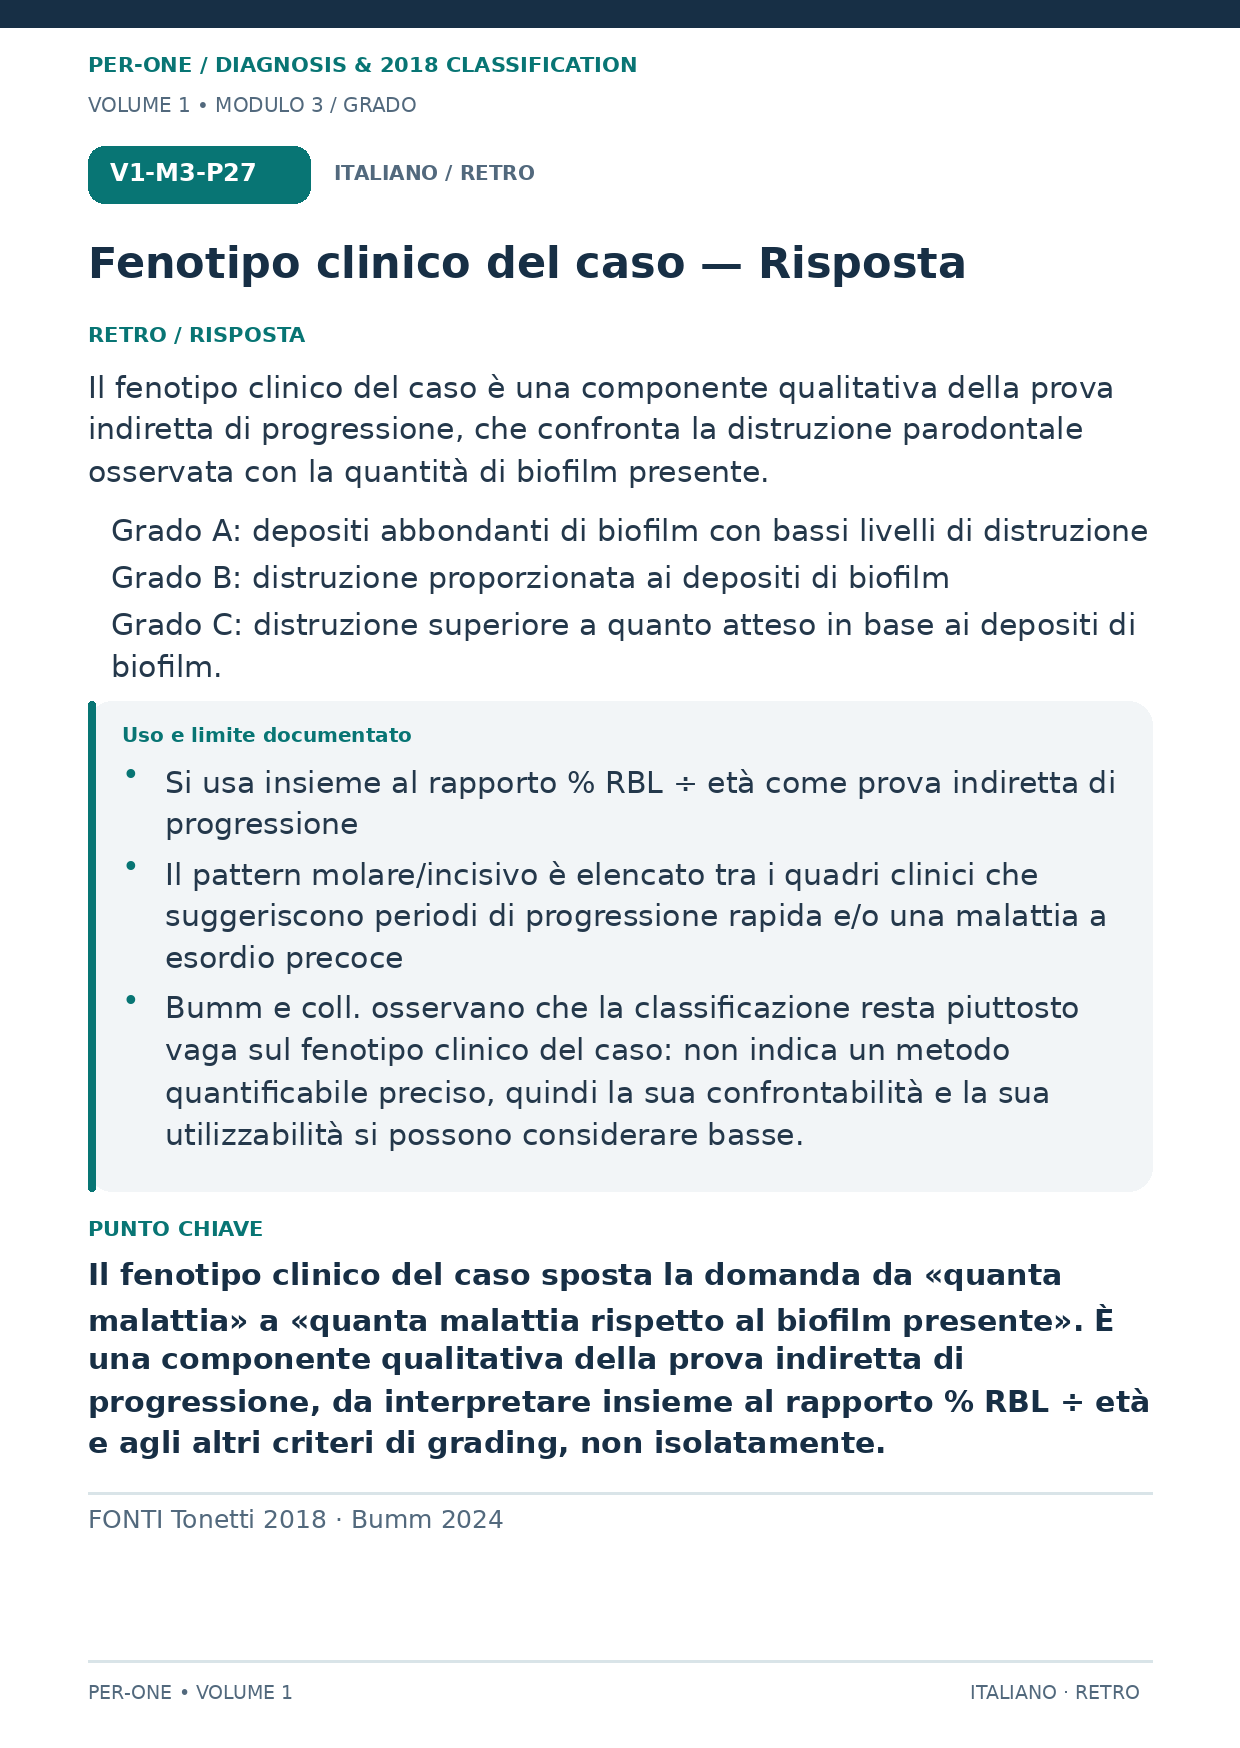 PER-ONE / DIAGNOSIS & 2018 CLASSIFICATION
VOLUME 1 • MODULO 3 / GRADO
V1-M3-P27
ITALIANO / RETRO
Fenotipo clinico del caso — Risposta
RETRO / RISPOSTA
Il fenotipo clinico del caso è una componente qualitativa della prova
indiretta di progressione, che confronta la distruzione parodontale
osservata con la quantità di biofilm presente.
Grado A: depositi abbondanti di biofilm con bassi livelli di distruzione
Grado B: distruzione proporzionata ai depositi di biofilm
Grado C: distruzione superiore a quanto atteso in base ai depositi di
biofilm.
Uso e limite documentato
• Si usa insieme al rapporto % RBL ÷ età come prova indiretta di
progressione
• Il pattern molare/incisivo è elencato tra i quadri clinici che
suggeriscono periodi di progressione rapida e/o una malattia a
esordio precoce
• Bumm e coll. osservano che la classificazione resta piuttosto
vaga sul fenotipo clinico del caso: non indica un metodo
quantificabile preciso, quindi la sua confrontabilità e la sua
utilizzabilità si possono considerare basse.
PUNTO CHIAVE
Il fenotipo clinico del caso sposta la domanda da «quanta
malattia» a «quanta malattia rispetto al biofilm presente». È
una componente qualitativa della prova indiretta di
progressione, da interpretare insieme al rapporto % RBL ÷ età
e agli altri criteri di grading, non isolatamente.
FONTI Tonetti 2018 · Bumm 2024
PER-ONE • VOLUME 1
ITALIANO · RETRO